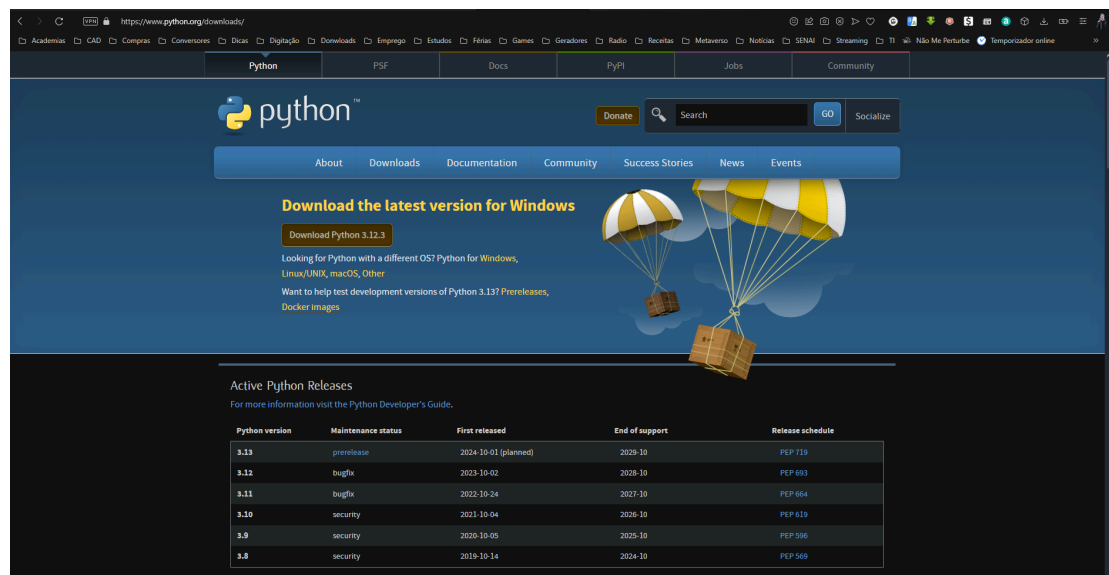 VPN https://www.python.org/downloads/
Academias CAD Compras Conversores Dicas Digitação Donwloads Emprego Estudos Férias Games Geradores Radio Receitas Metaverso Notícias SENAI Streaming TI Não Me Perturbe Temporizador online »
Python PSF Docs PyPI Jobs Community
python™ Donate Search GO Socialize
About Downloads Documentation Community Success Stories News Events
Download the latest version for Windows
Download Python 3.12.3
Looking for Python with a different OS? Python for Windows,
Linux/UNIX, macOS, Other
Want to help test development versions of Python 3.13? Prereleases,
Docker images
Active Python Releases
For more information visit the Python Developer's Guide.
Python version Maintenance status First released End of support Release schedule
3.13 prerelease 2024-10-01 (planned) 2029-10 PEP 719
3.12 bugfix 2023-10-02 2028-10 PEP 693
3.11 bugfix 2022-10-24 2027-10 PEP 664
3.10 security 2021-10-04 2026-10 PEP 619
3.9 security 2020-10-05 2025-10 PEP 596
3.8 security 2019-10-14 2024-10 PEP 569